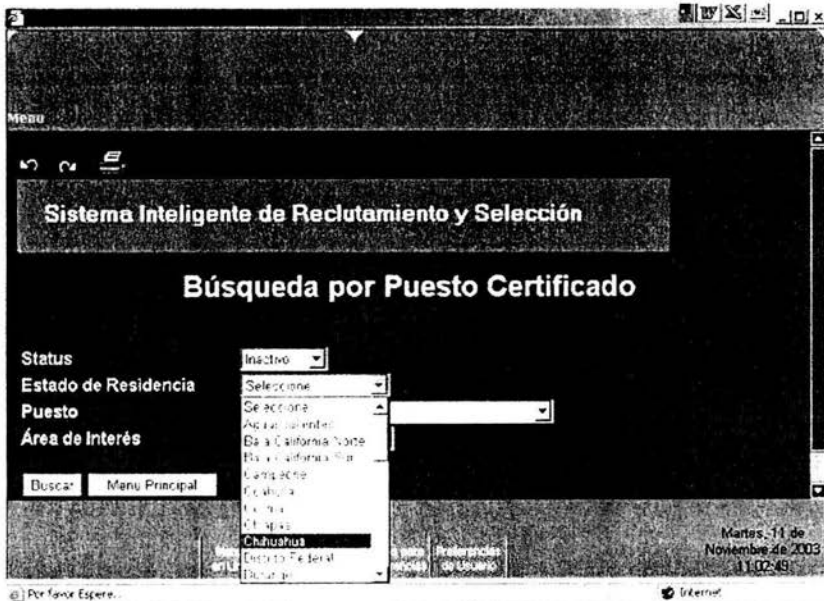 Menu
Sistema Inteligente de Reclutamiento y Selección
Búsqueda por Puesto Certificado
Status
Inactivo
Estado de Residencia
Seleccione
Puesto
Área de Interés
Seleccione
Aguascalientes
Baja California Norte
Baja California Sur
Campeche
Coahuila
Colima
Chiapas
Chihuahua
Distrito Federal
Durango
Buscar
Menu Principal
Preferencias
de Usuario
Martes, 11 de
Noviembre de 2003
11:02:49
Por favor Espere...
Internet